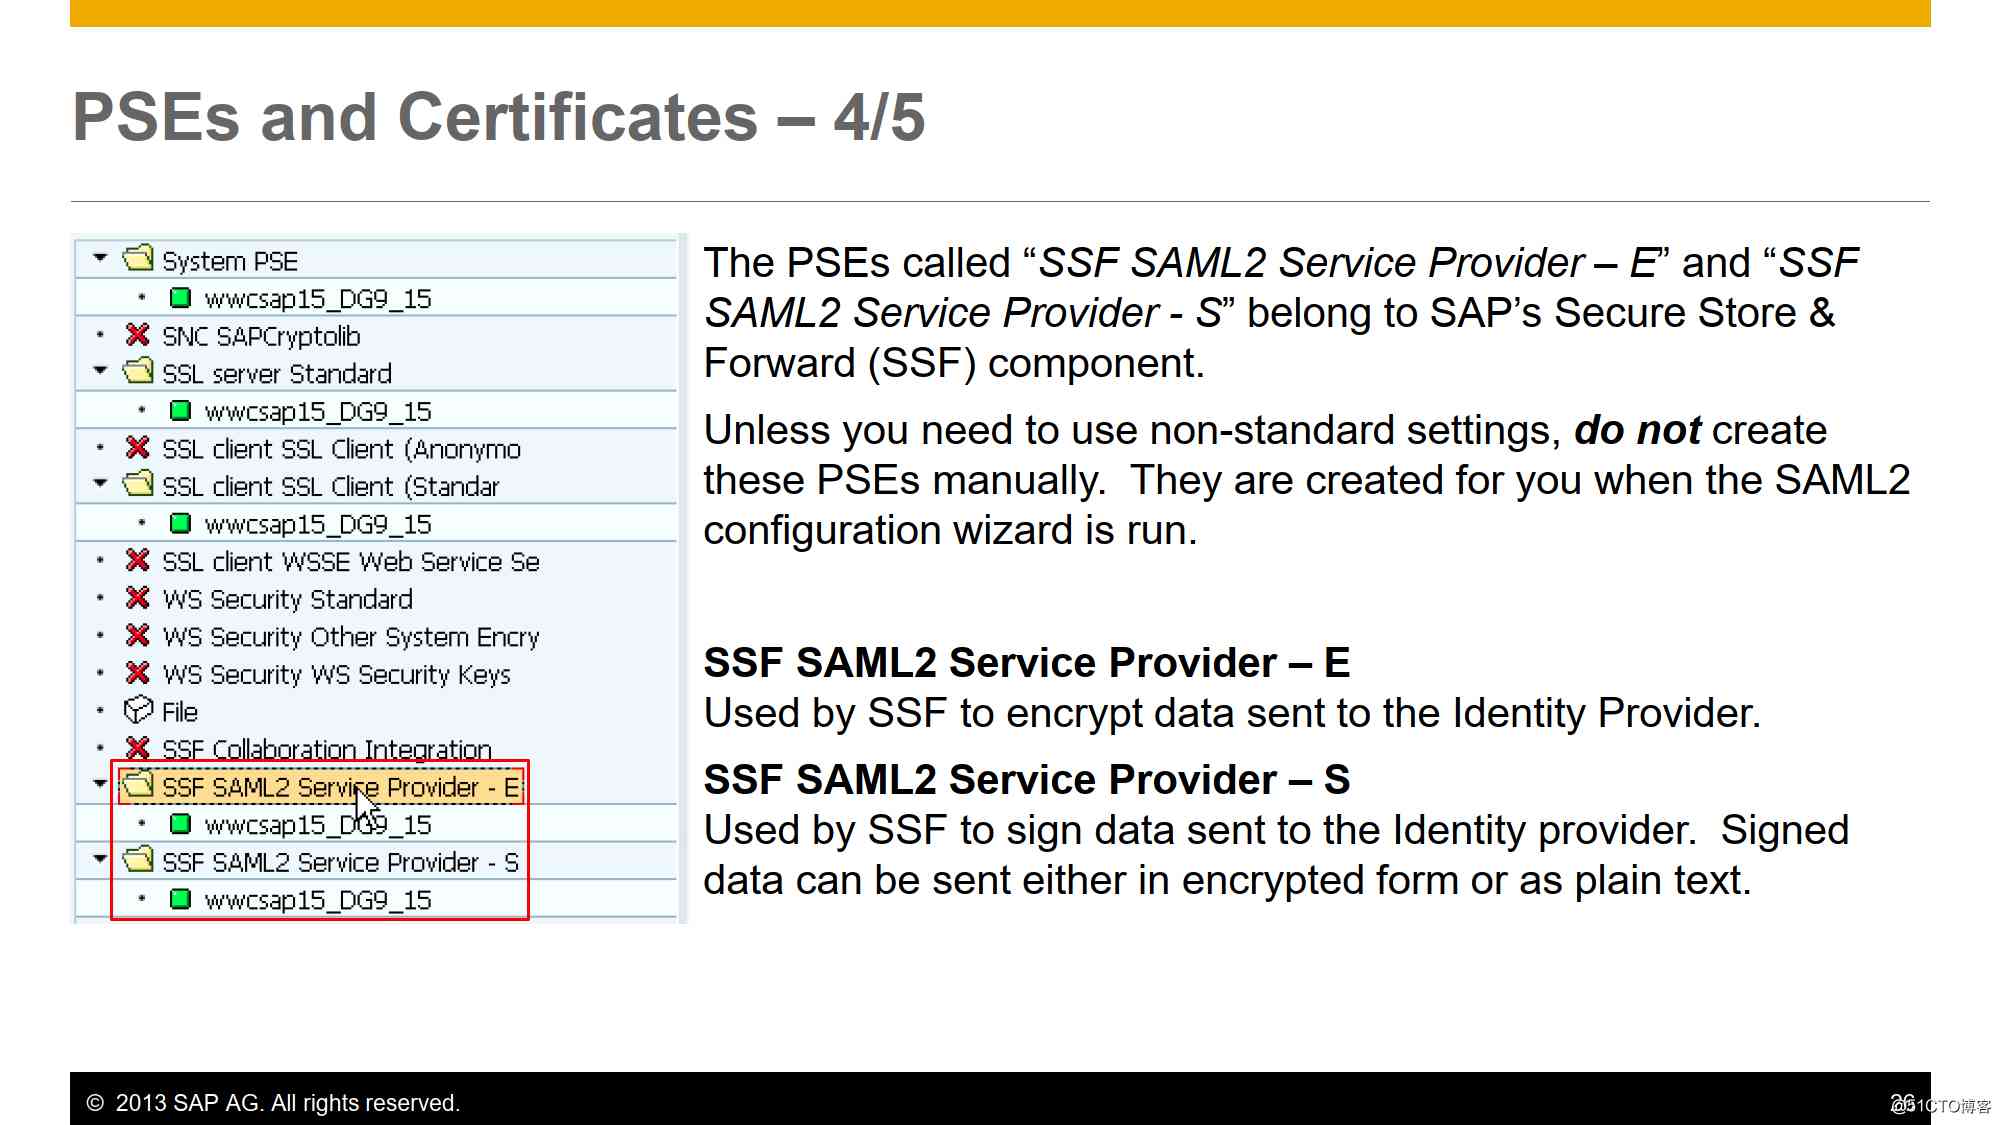 PSEs and Certificates – 4/5
System PSE
wwcsap15_DG9_15
SNC SAPCryptolib
SSL server Standard
wwcsap15_DG9_15
SSL client SSL Client (Anonymo
SSL client SSL Client (Standar
wwcsap15_DG9_15
SSL client WSSE Web Service Se
WS Security Standard
WS Security Other System Encry
WS Security WS Security Keys
File
SSF Collaboration Integration
SSF SAML2 Service Provider - E
wwcsap15_DG9_15
SSF SAML2 Service Provider - S
wwcsap15_DG9_15
The PSEs called “SSF SAML2 Service Provider – E” and “SSF
SAML2 Service Provider - S” belong to SAP’s Secure Store &
Forward (SSF) component.
Unless you need to use non-standard settings, do not create
these PSEs manually.  They are created for you when the SAML2
configuration wizard is run.
SSF SAML2 Service Provider – E
Used by SSF to encrypt data sent to the Identity Provider.
SSF SAML2 Service Provider – S
Used by SSF to sign data sent to the Identity provider.  Signed
data can be sent either in encrypted form or as plain text.
© 2013 SAP AG. All rights reserved.
26
@51CTO博客